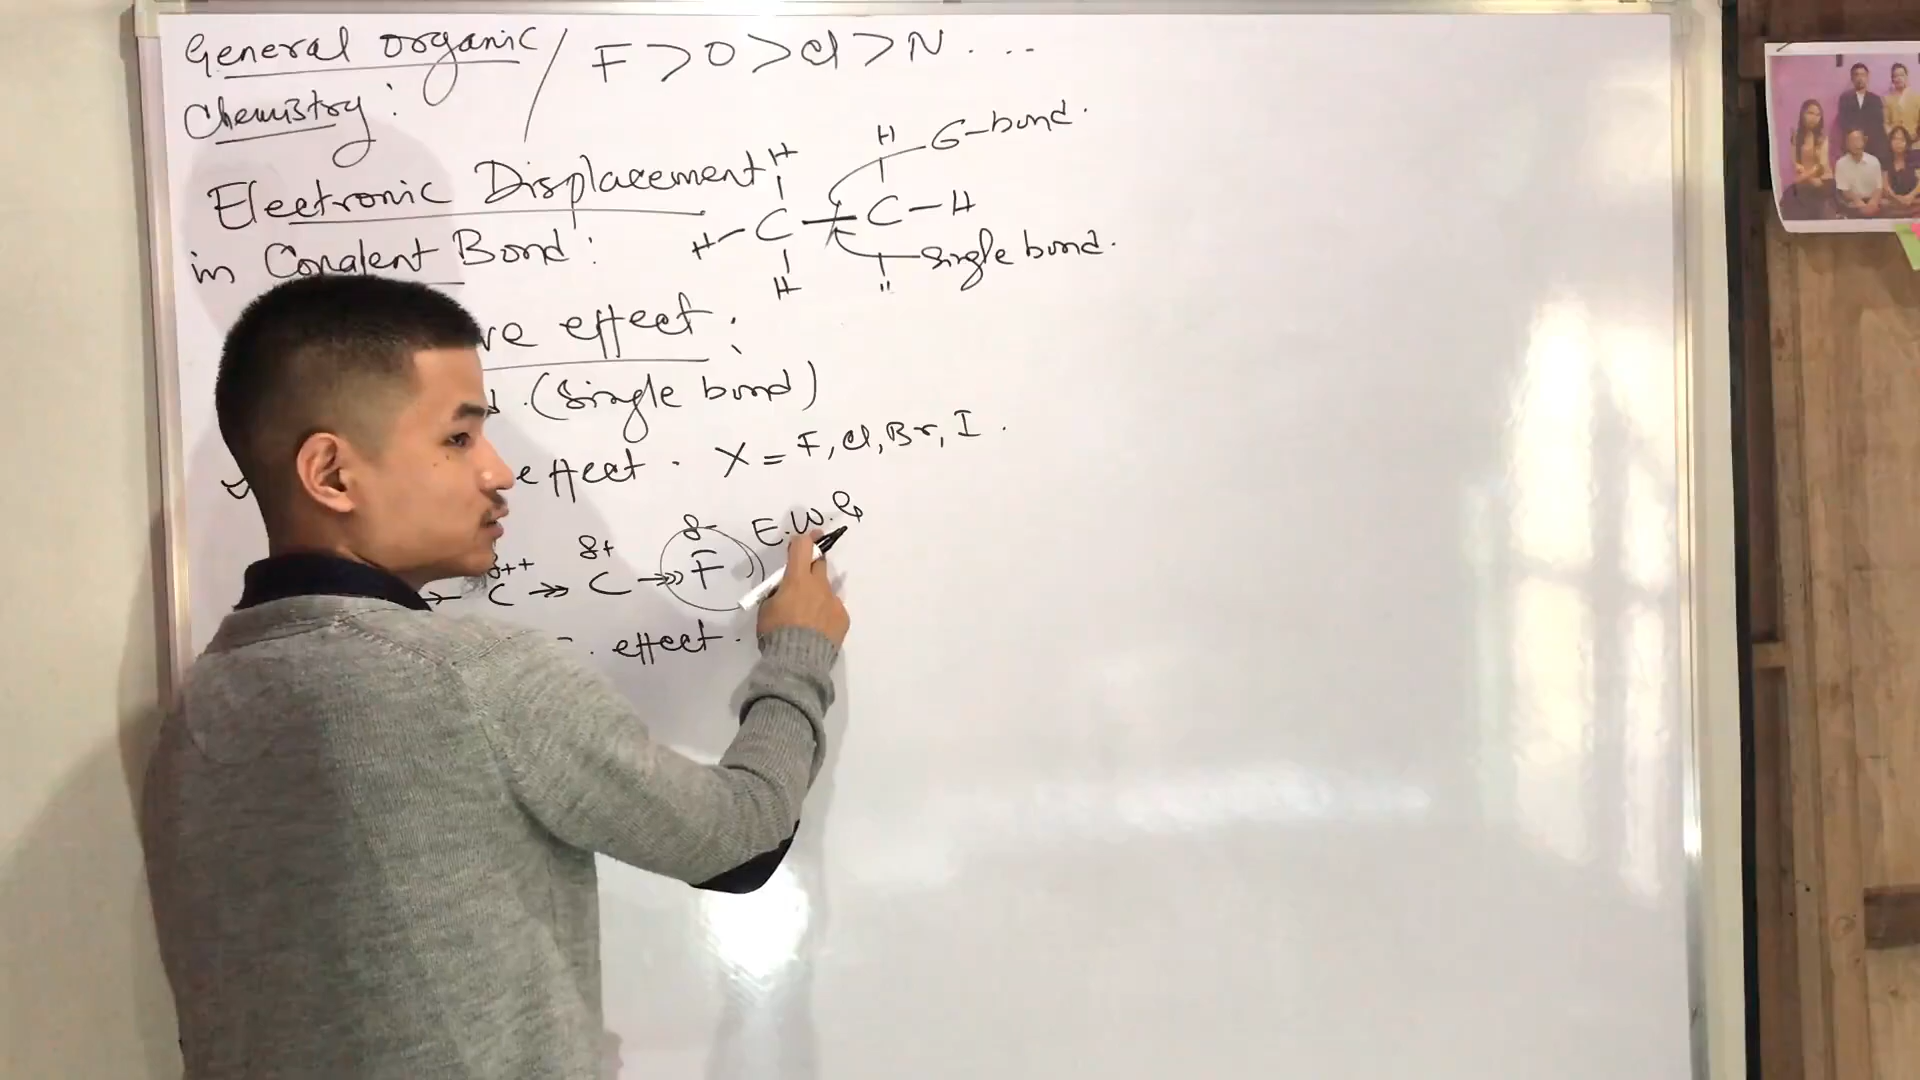 General organic / F > O > Cl > N . ...
Chemistry :
Electronic Displacement
in Covalent Bond :
H H σ-bond.
H - C - C - H
H H single bond.
ve effect :
(Single bond)
effect . X = F, Cl, Br, I .
δ++ δ+ δ- E.W.G
C →> C →>> F
effect .